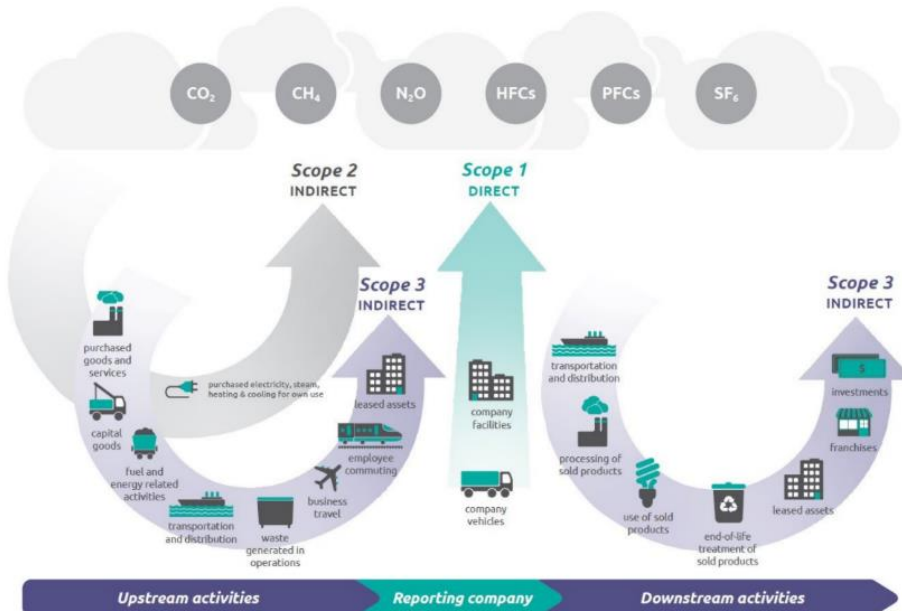 CO₂
CH₄
N₂O
HFCs
PFCs
SF₆
Scope 2
INDIRECT
Scope 1
DIRECT
Scope 3
INDIRECT
Scope 3
INDIRECT
purchased
goods and
services
capital
goods
fuel and
energy related
activities
transportation
and distribution
waste
generated in
operations
business
travel
employee
commuting
leased assets
purchased electricity, steam,
heating & cooling for own use
company
facilities
company
vehicles
transportation
and distribution
processing of
sold products
use of sold
products
end-of-life
treatment of
sold products
leased assets
franchises
investments
$
Upstream activities
Reporting company
Downstream activities